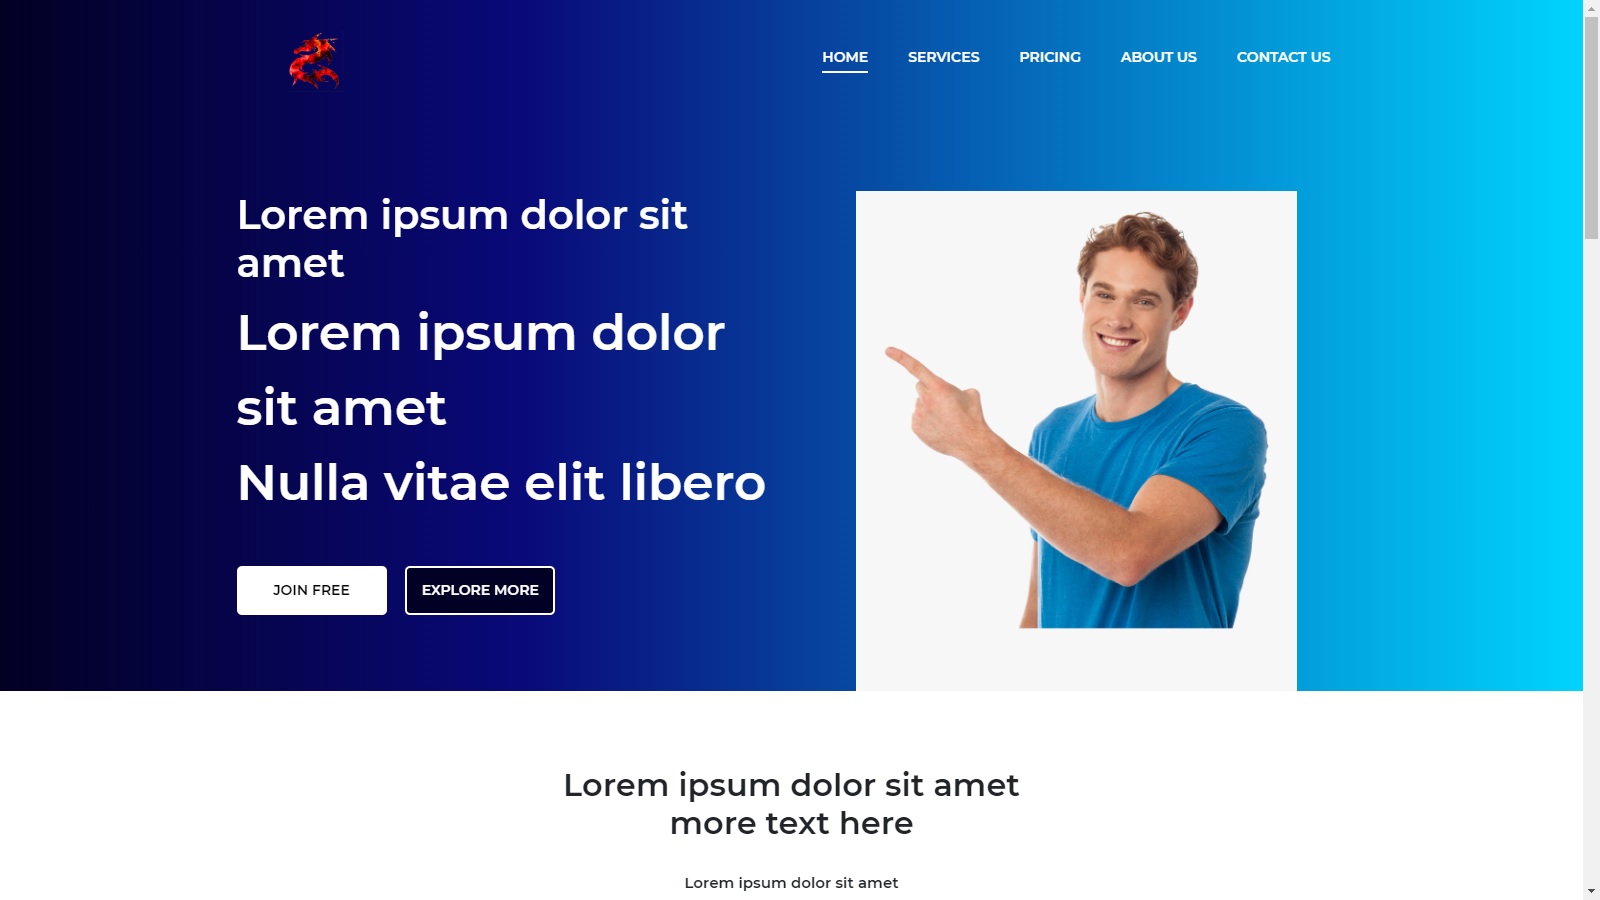 HOME SERVICES PRICING ABOUT US CONTACT US
Lorem ipsum dolor sit
amet
Lorem ipsum dolor
sit amet
Nulla vitae elit libero
JOIN FREE EXPLORE MORE
Lorem ipsum dolor sit amet
more text here
Lorem ipsum dolor sit amet